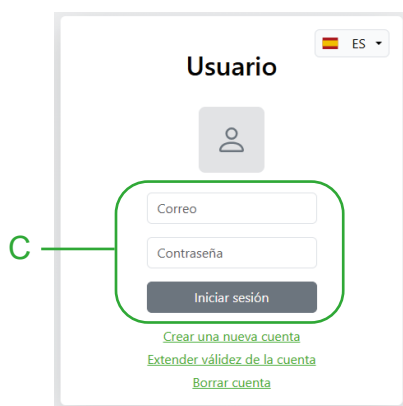 ES
Usuario
C
Correo
Contraseña
Iniciar sesión
Crear una nueva cuenta
Extender válidez de la cuenta
Borrar cuenta